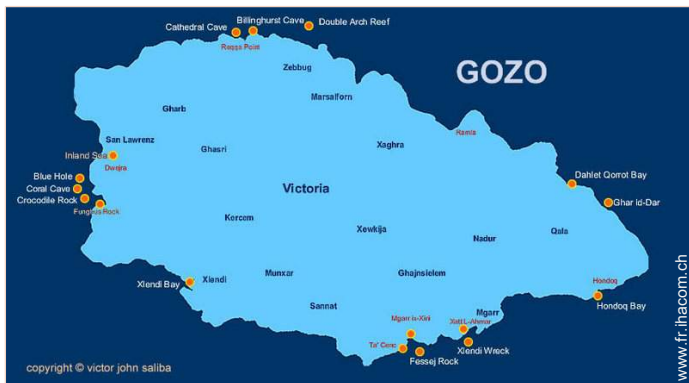 Billinghurst Cave
Cathedral Cave
Double Arch Reef
Reqqa Point
Zebbug
GOZO
Marsalforn
Gharb
San Lawrenz
Ghasri
Xaghra
Ramla
Inland Sea
Dwejra
Blue Hole
Coral Cave
Crocodile Rock
Fungus Rock
Victoria
Dahlet Qorrot Bay
Ghar id-Dar
Kercem
Xewkija
Nadur
Qala
Xlendi Bay
Xlendi
Munxar
Ghajnsielem
Hondoq
Hondoq Bay
Sannat
Mgarr
Mgarr ix-Xini
Xatt L-Ahmar
Ta' Cenc
Fessej Rock
Xlendi Wreck
copyright © victor john saliba
www.fr.ihacom.ch